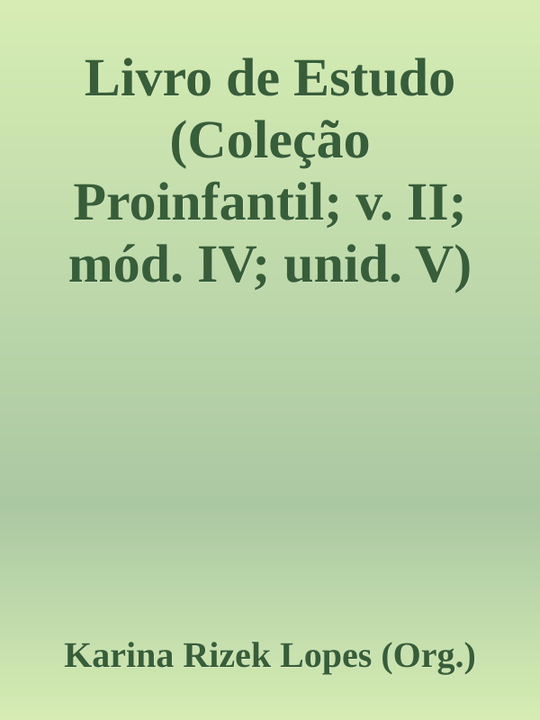 Livro de Estudo
(Coleção
Proinfantil; v. II;
mód. IV; unid. V)
Karina Rizek Lopes (Org.)